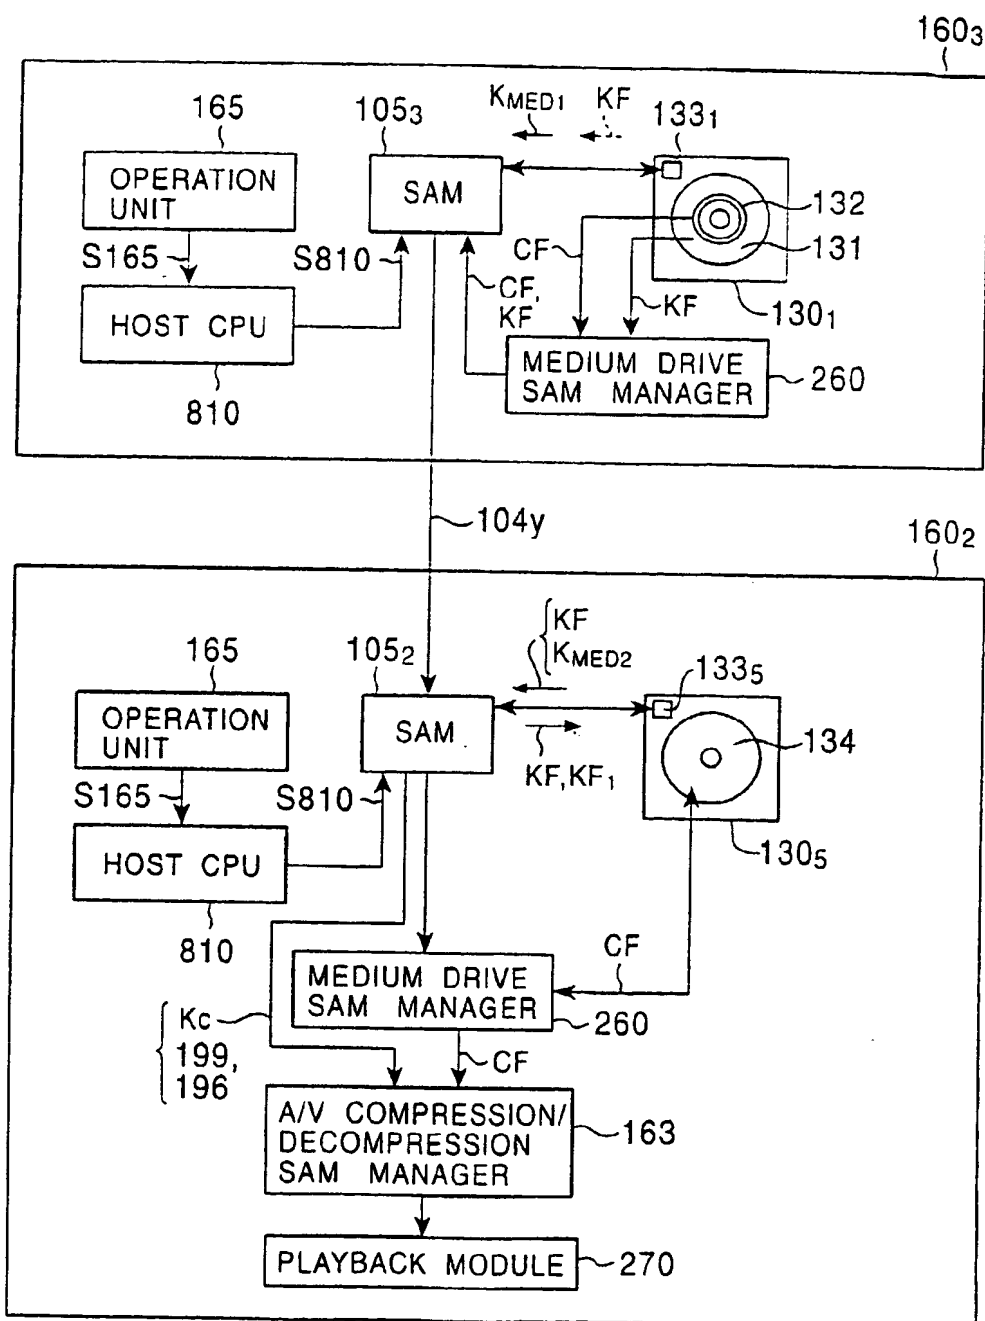 160₃
165
105₃
K_MED1
KF
133₁
OPERATION
UNIT
SAM
132
131
S165
S810
CF
CF,
KF
KF
130₁
HOST CPU
MEDIUM DRIVE
SAM MANAGER
260
810
104y
160₂
KF
K_MED2
165
105₂
133₅
OPERATION
UNIT
SAM
134
KF,KF₁
S165
S810
HOST CPU
130₅
810
CF
MEDIUM DRIVE
SAM MANAGER
260
Kc
199,
196
CF
A/V COMPRESSION/
DECOMPRESSION
SAM MANAGER
163
PLAYBACK MODULE
270